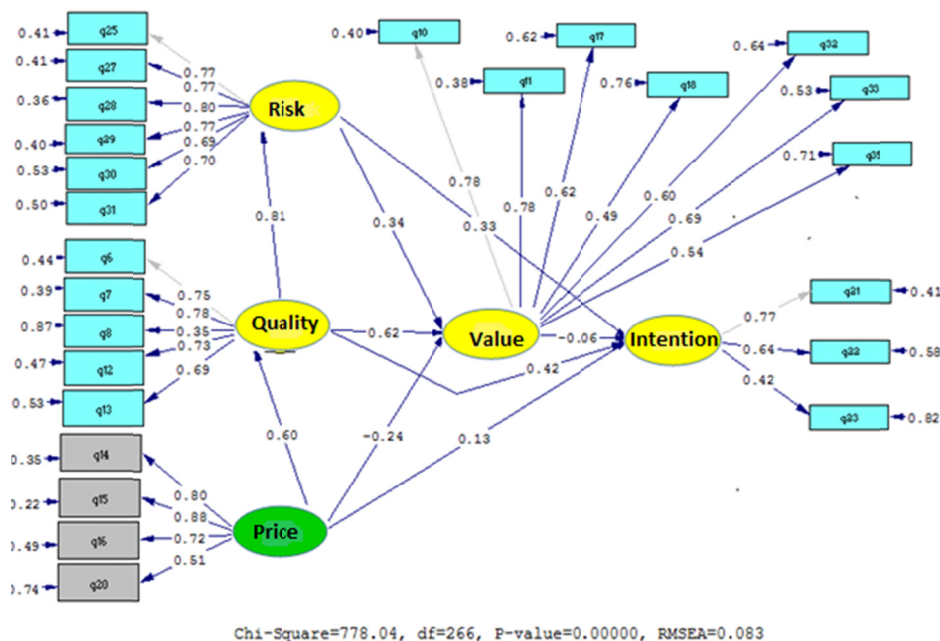 0.41 q25
0.41 q27
0.36 q28
0.40 q29
0.53 q30
0.50 q31
0.77
0.77
0.80
0.77
0.69
0.70
Risk
0.40 q10
0.38 q11
0.62 q17
0.76 q18
0.64 q32
0.53 q33
0.71 q35
0.78
0.78
0.62
0.49
0.60
0.69
0.54
0.81
0.34
0.33
0.44 q6
0.39 q7
0.87 q8
0.47 q12
0.53 q13
0.75
0.78
0.35
0.73
0.69
Quality
0.62
Value
-0.06
Intention
0.42
0.77
0.64
0.42
q21 0.41
q22 0.58
q23 0.82
0.60
-0.24
0.13
0.35 q14
0.22 q15
0.49 q16
0.74 q20
0.80
0.88
0.72
0.51
Price
Chi-Square=778.04, df=266, P-value=0.00000, RMSEA=0.083